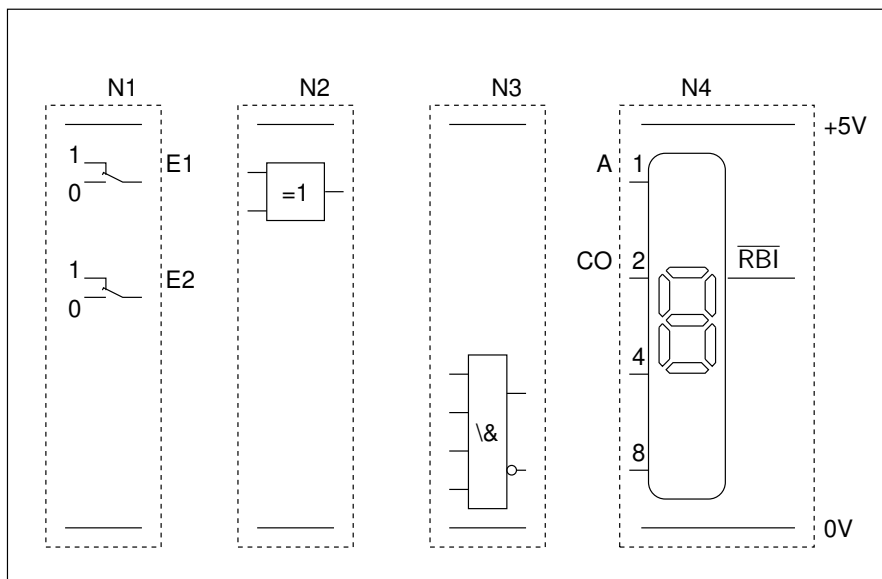 N1 N2 N3 N4
+5V
1 E1 A 1
0 =1
CO 2 RBI
1 E2
0
4
\&
8
0V